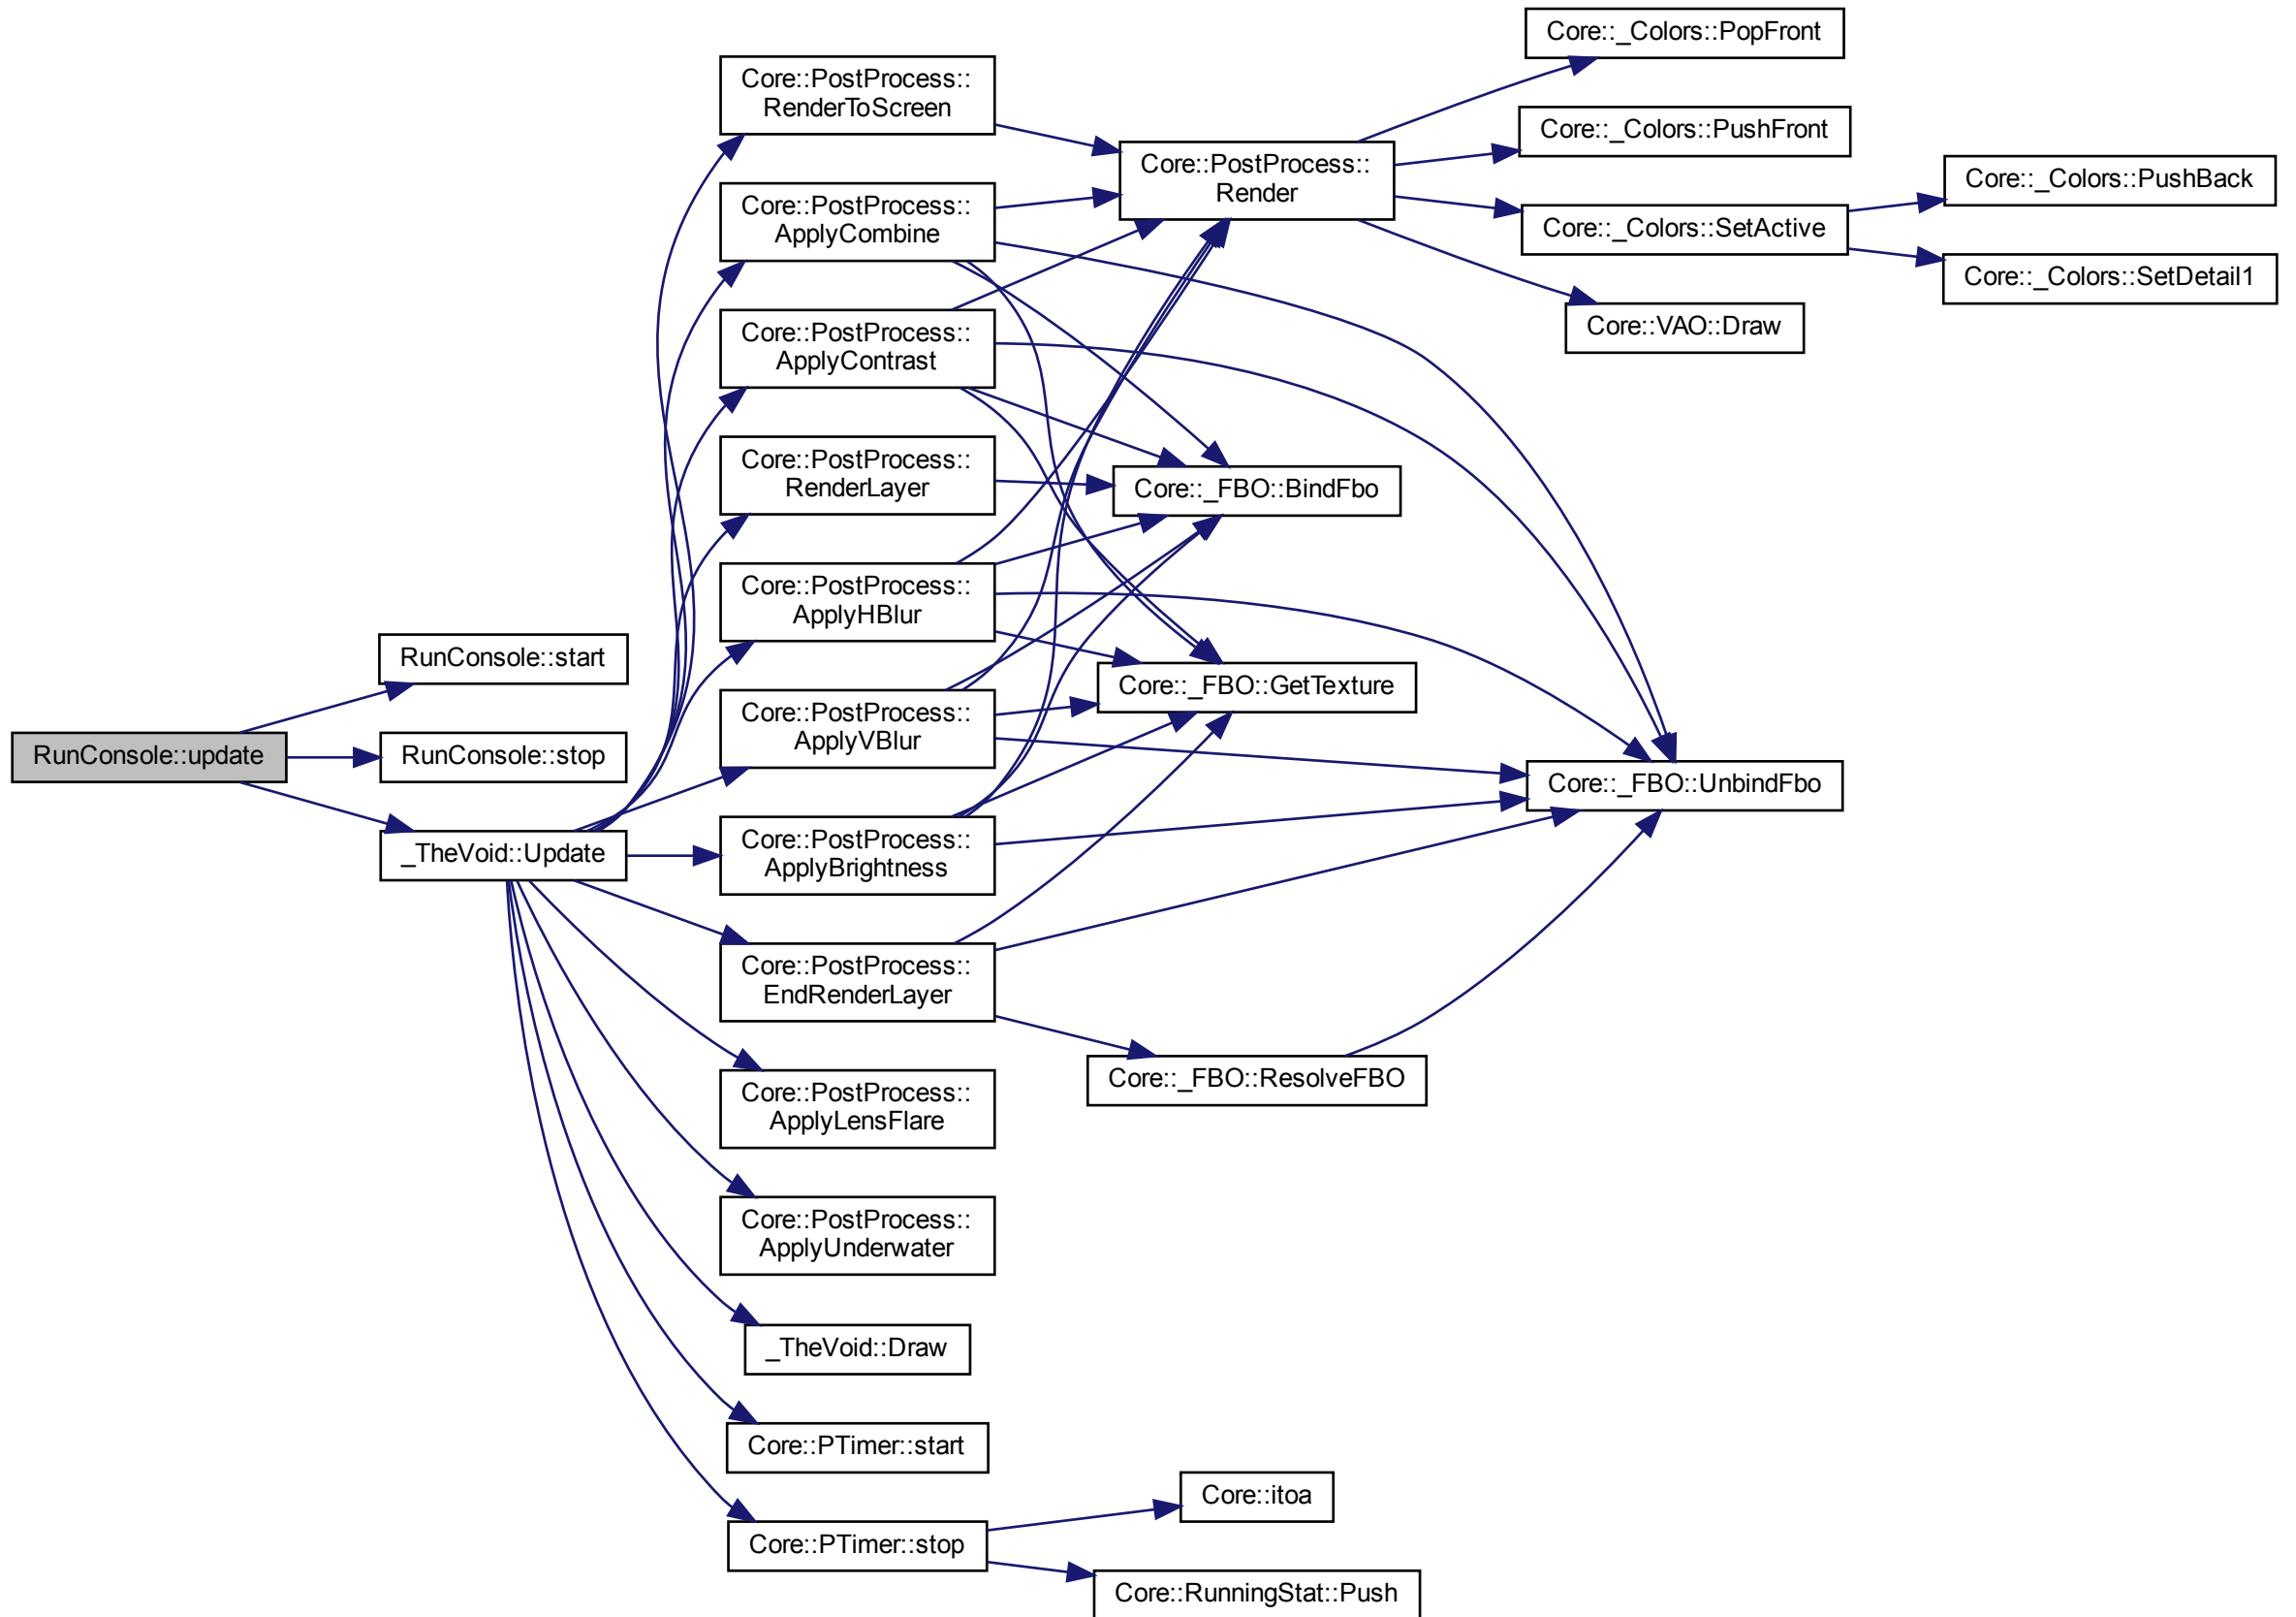 RunConsole::update
RunConsole::start
RunConsole::stop
_TheVoid::Update
Core::PostProcess::
RenderToScreen
Core::PostProcess::
ApplyCombine
Core::PostProcess::
ApplyContrast
Core::PostProcess::
RenderLayer
Core::PostProcess::
ApplyHBlur
Core::PostProcess::
ApplyVBlur
Core::PostProcess::
ApplyBrightness
Core::PostProcess::
EndRenderLayer
Core::PostProcess::
ApplyLensFlare
Core::PostProcess::
ApplyUnderwater
_TheVoid::Draw
Core::PTimer::start
Core::PTimer::stop
Core::PostProcess::
Render
Core::_FBO::BindFbo
Core::_FBO::GetTexture
Core::_FBO::ResolveFBO
Core::itoa
Core::RunningStat::Push
Core::_Colors::PopFront
Core::_Colors::PushFront
Core::_Colors::SetActive
Core::VAO::Draw
Core::_FBO::UnbindFbo
Core::_Colors::PushBack
Core::_Colors::SetDetail1